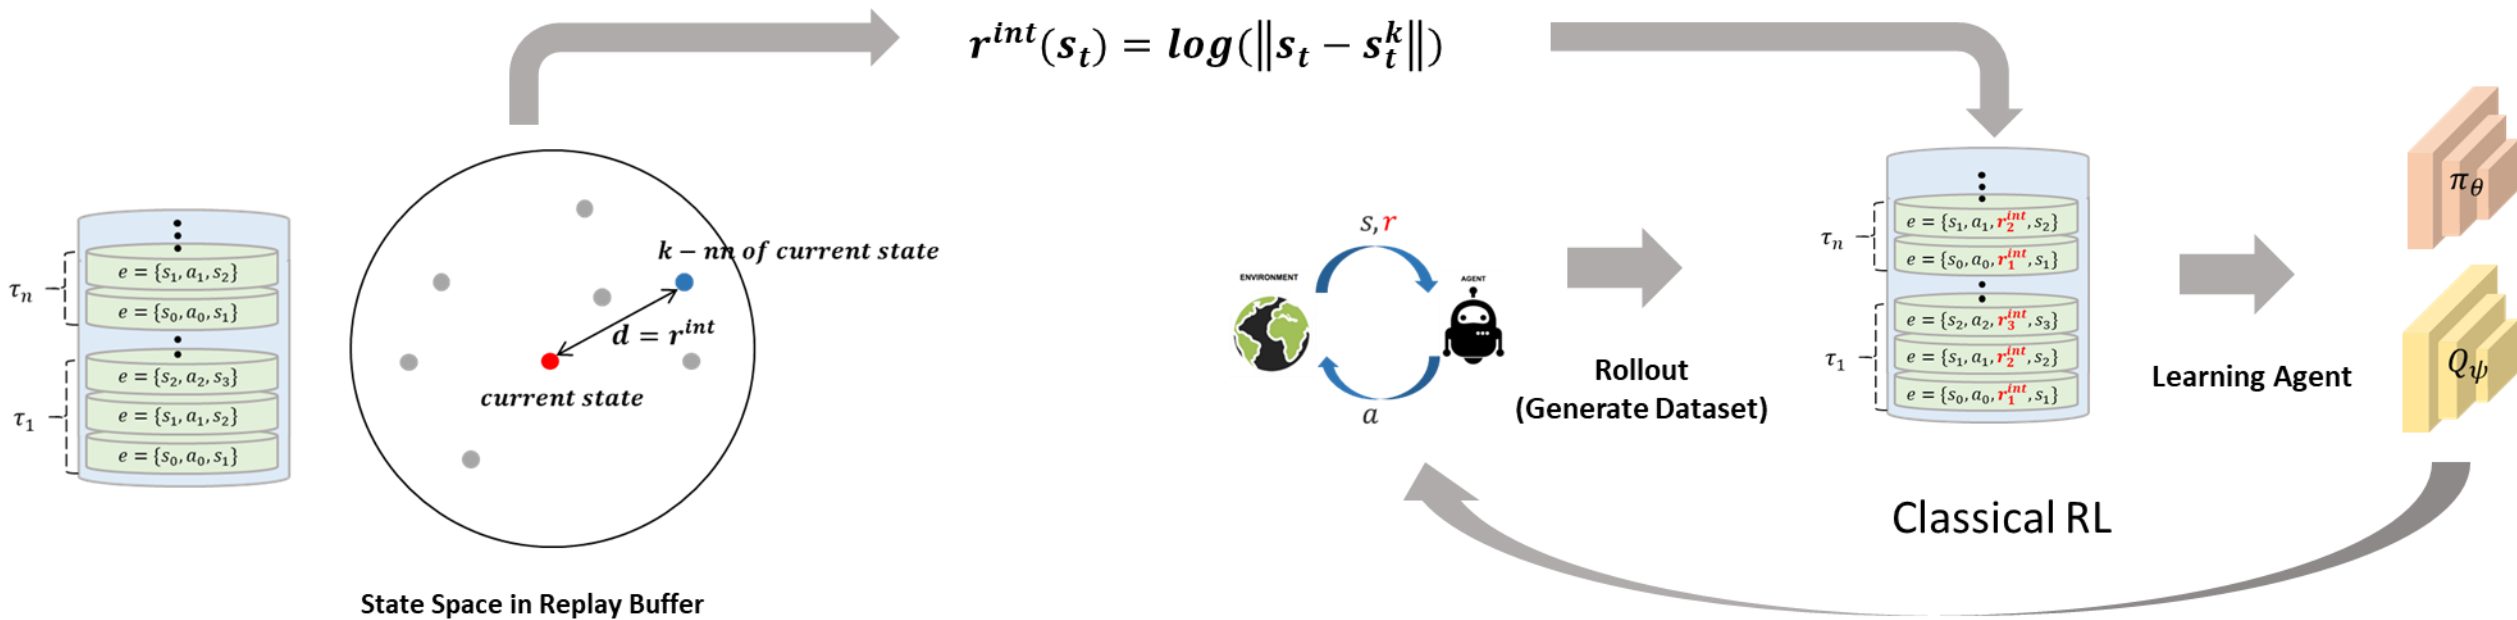 r^int(s_t) = log(‖s_t − s_t^k‖)
τ_n
e = {s_1, a_1, s_2}
e = {s_0, a_0, s_1}
τ_1
e = {s_2, a_2, s_3}
e = {s_1, a_1, s_2}
e = {s_0, a_0, s_1}
k − nn of current state
d = r^int
current state
State Space in Replay Buffer
s, r
ENVIRONMENT
AGENT
a
Rollout
(Generate Dataset)
τ_n
e = {s_1, a_1, r_2^int, s_2}
e = {s_0, a_0, r_1^int, s_1}
τ_1
e = {s_2, a_2, r_3^int, s_3}
e = {s_1, a_1, r_2^int, s_2}
e = {s_0, a_0, r_1^int, s_1}
Learning Agent
π_θ
Q_ψ
Classical RL